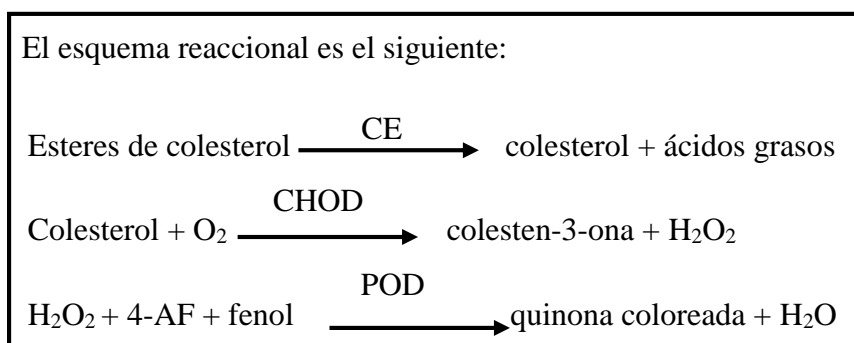 El esquema reaccional es el siguiente:
CE
Esteres de colesterol colesterol + ácidos grasos
CHOD
Colesterol + O₂ colesten-3-ona + H₂O₂
POD
H₂O₂ + 4-AF + fenol quinona coloreada + H₂O